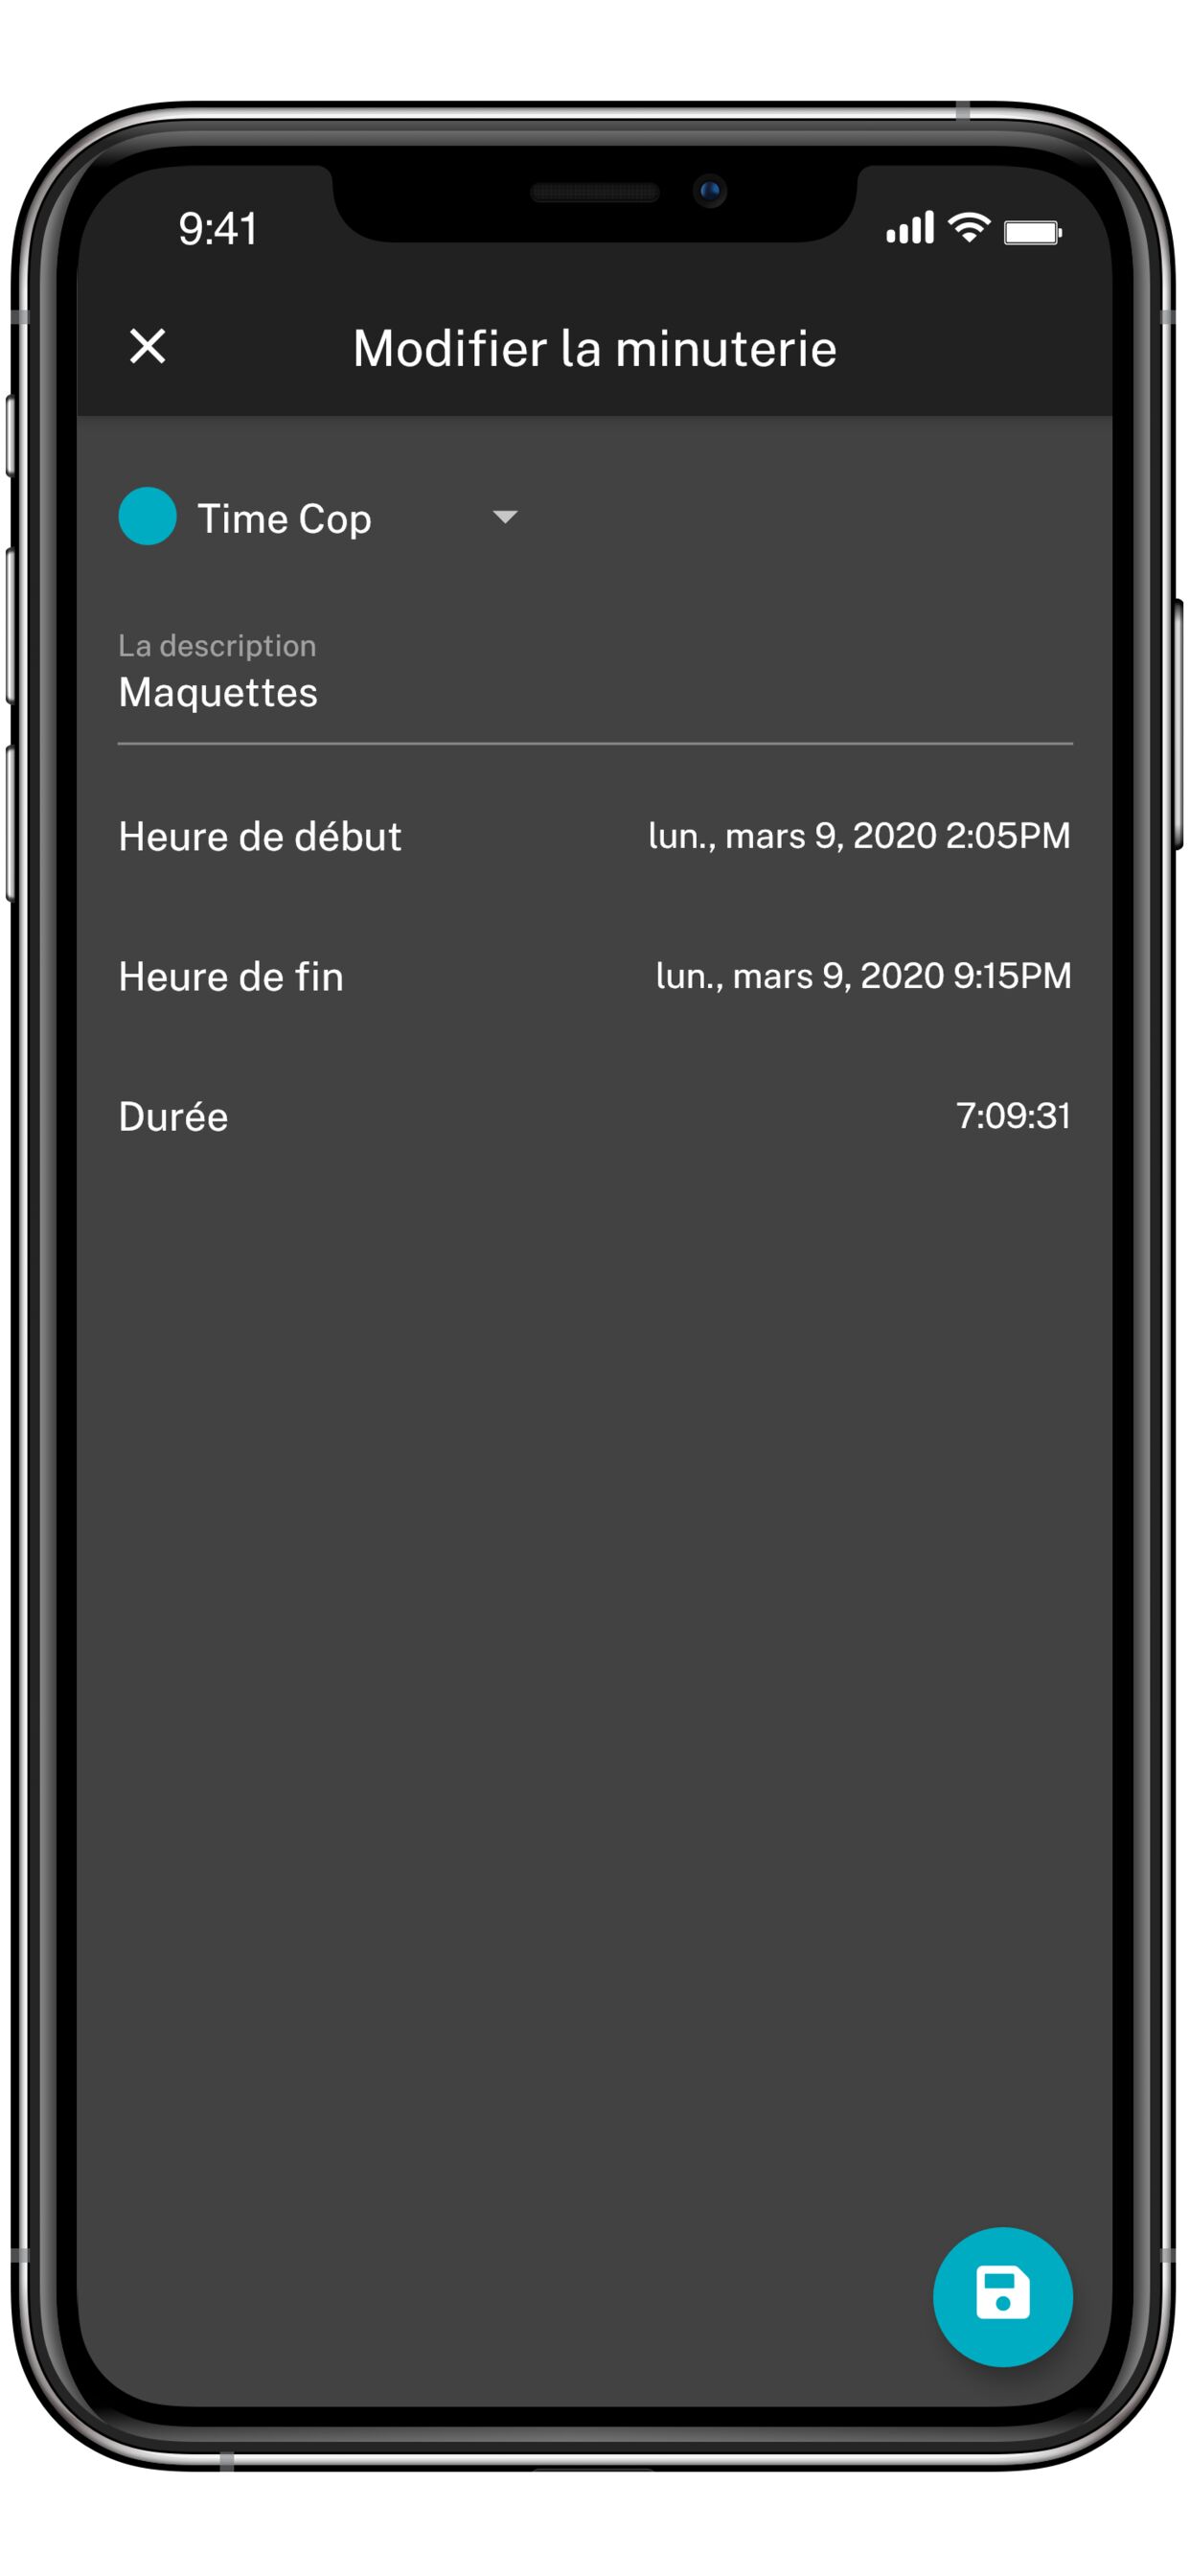 9:41
Modifier la minuterie
Time Cop
La description
Maquettes
Heure de début lun., mars 9, 2020 2:05PM
Heure de fin lun., mars 9, 2020 9:15PM
Durée 7:09:31